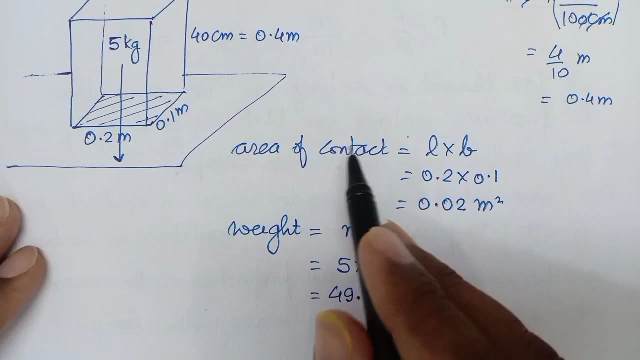 5kg
40cm = 0.4m
0.2m
0.1m
100cm
= 4/10 m
= 0.4m
area of contact = l×b
= 0.2×0.1
= 0.02 m²
weight =
= 5
= 49.